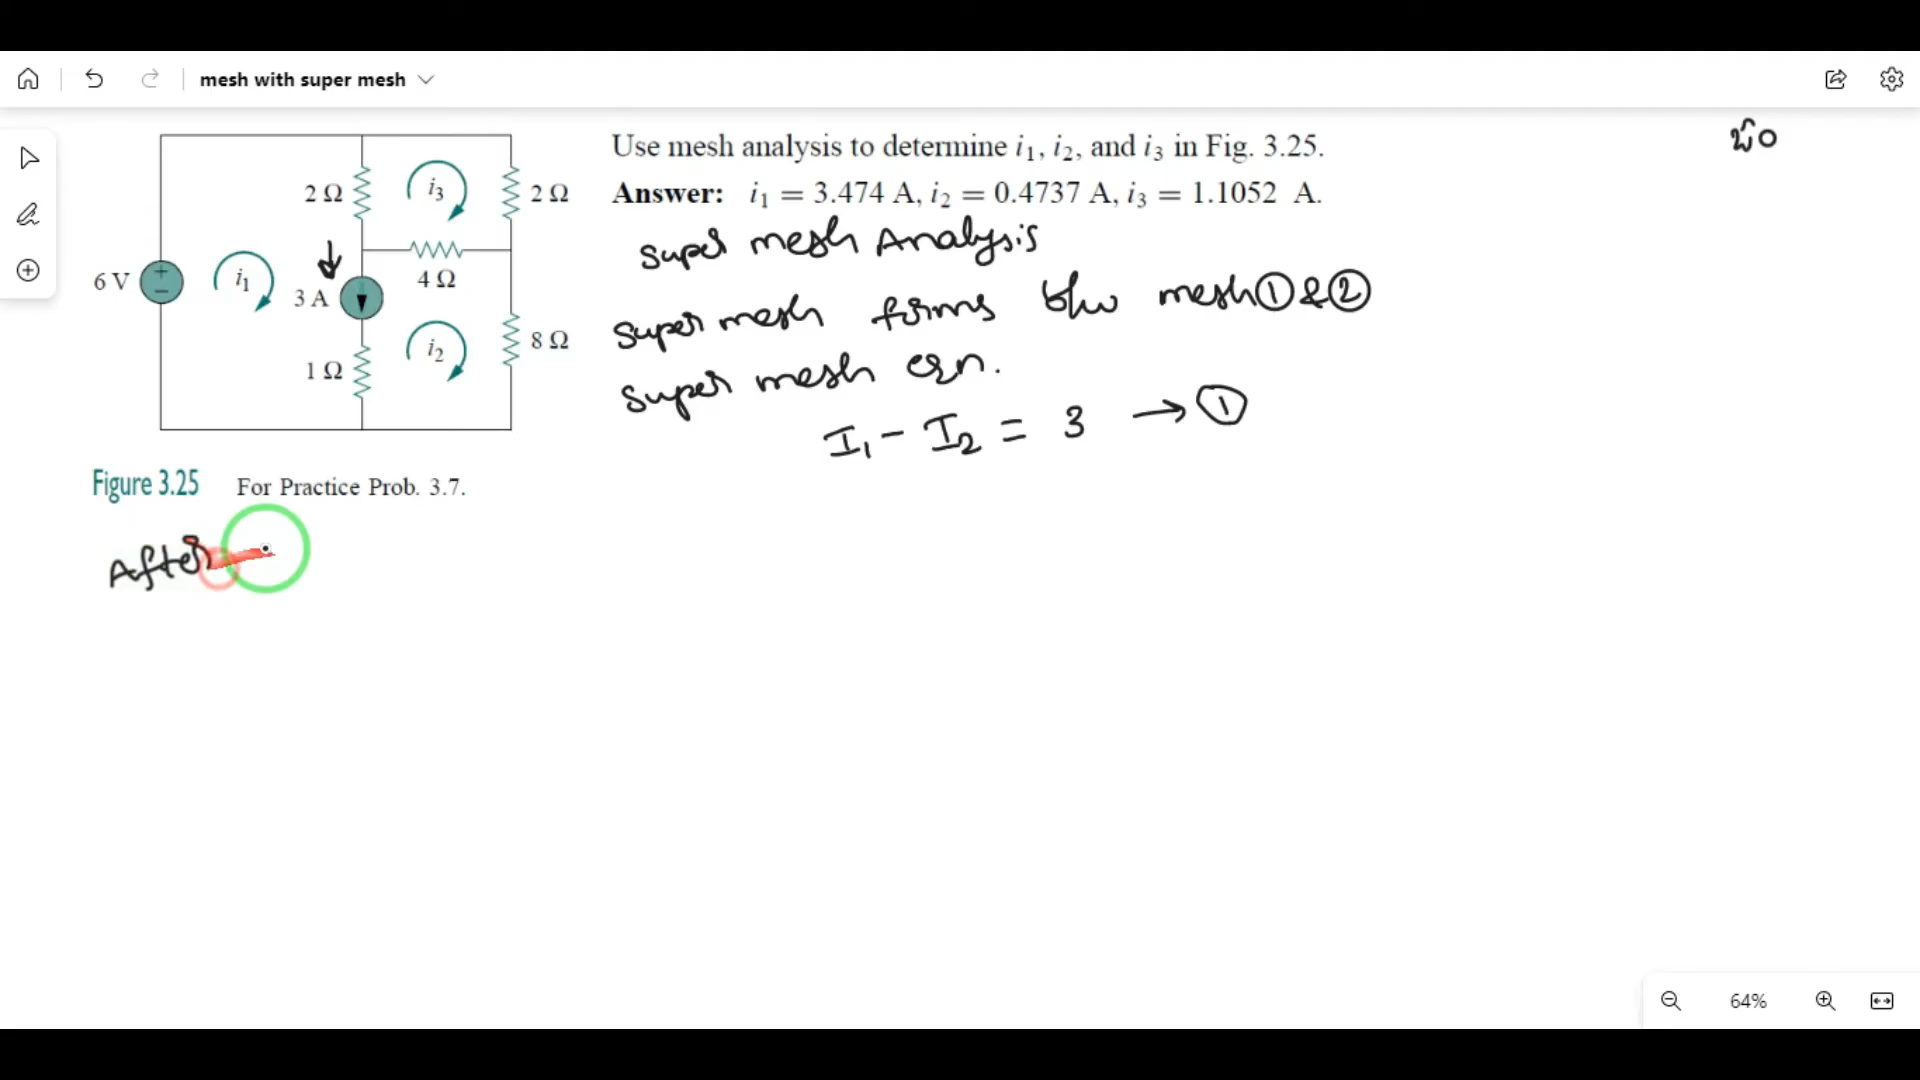 mesh with super mesh
Use mesh analysis to determine i₁, i₂, and i₃ in Fig. 3.25.
Answer: i₁ = 3.474 A, i₂ = 0.4737 A, i₃ = 1.1052 A.
2 Ω
i₃
2 Ω
6 V
i₁
3 A
4 Ω
i₂
8 Ω
1 Ω
Figure 3.25 For Practice Prob. 3.7.
Super mesh Analysis
Super mesh forms b/w mesh ① & ②
Super mesh eqn.
I₁ - I₂ = 3 → ①
After
64%